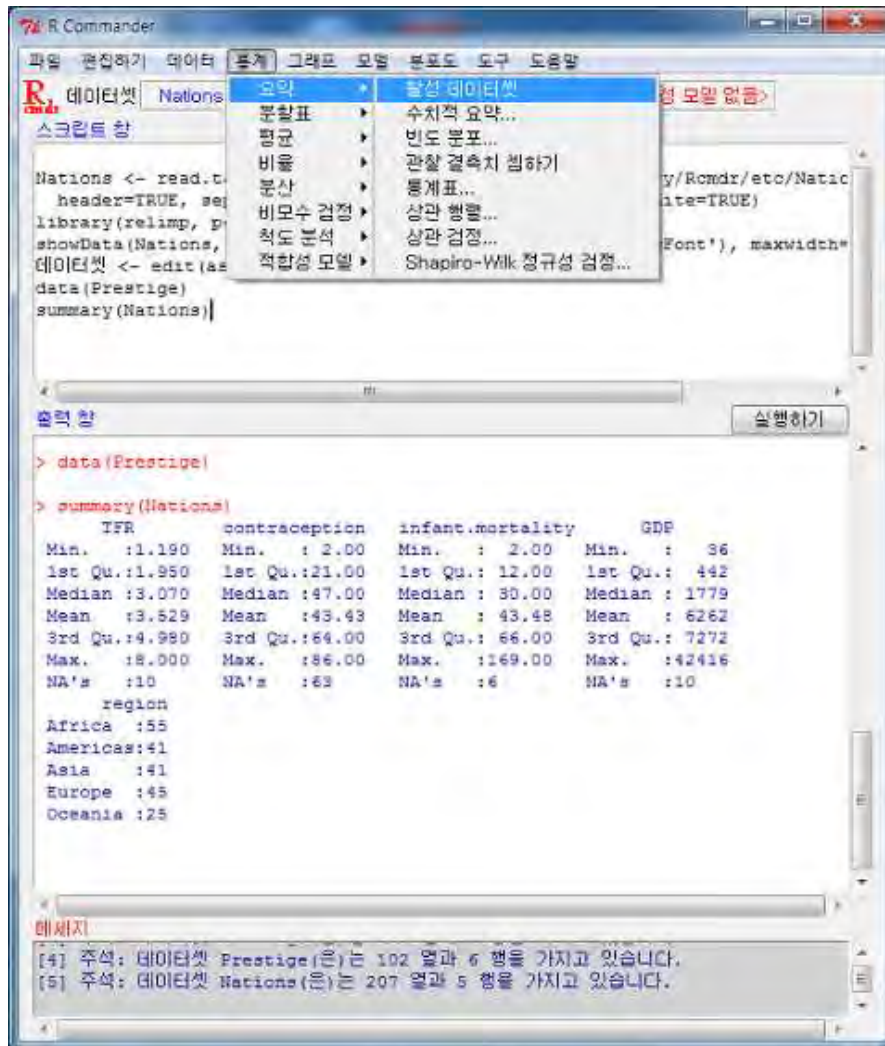 R Commander
파일 편집하기 데이터 통계 그래프 모델 분포도 도구 도움말
R cmdr 데이터셋 Nations 모델 없음>
요약
분할표
평균
비율
분산
비모수 검정
척도 분석
적합성 모델
활성 데이터셋
수치적 요약...
빈도 분포...
관찰 결측치 셈하기
통계표...
상관 행렬...
상관 검정...
Shapiro-Wilk 정규성 검정...
스크립트 창
Nations <- read.t y/Rcmdr/etc/Natio
header=TRUE, se ite=TRUE)
library(relimp, p
showData(Nations, Font'), maxwidth=
데이터셋 <- edit(as
data(Prestige)
summary(Nations)
출력 창 실행하기
> data(Prestige)
> summary(Nations)
TFR contraception infant.mortality GDP
Min. :1.190 Min. : 2.00 Min. : 2.00 Min. : 36
1st Qu.:1.950 1st Qu.:21.00 1st Qu.: 12.00 1st Qu.: 442
Median :3.070 Median :47.00 Median : 30.00 Median : 1779
Mean :3.529 Mean :43.43 Mean : 43.48 Mean : 6262
3rd Qu.:4.980 3rd Qu.:64.00 3rd Qu.: 66.00 3rd Qu.: 7272
Max. :8.000 Max. :86.00 Max. :169.00 Max. :42416
NA's :10 NA's :63 NA's :6 NA's :10
region
Africa :55
Americas:41
Asia :41
Europe :45
Oceania :25
메세지
[4] 주석: 데이터셋 Prestige(은)는 102 열과 6 행을 가지고 있습니다.
[5] 주석: 데이터셋 Nations(은)는 207 열과 5 행을 가지고 있습니다.